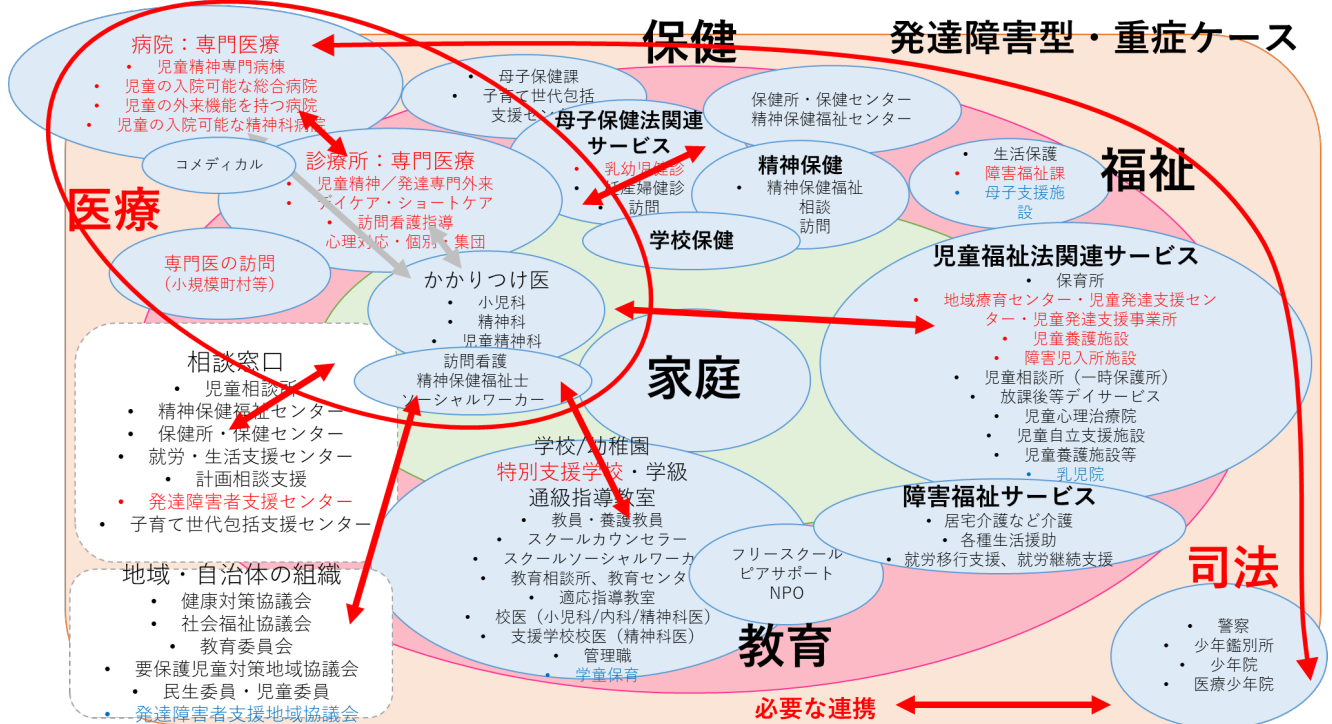 保健
発達障害型・重症ケース
病院：専門医療
• 児童精神専門病棟
• 児童の入院可能な総合病院
• 児童の外来機能を持つ病院
• 児童の入院可能な精神科病院
コメディカル
診療所：専門医療
• 児童精神／発達専門外来
• デイケア・ショートケア
• 訪問看護指導
心理対応・個別・集団
医療
専門医の訪問
（小規模町村等）
かかりつけ医
• 小児科
• 精神科
• 児童精神科
訪問看護
精神保健福祉士
ソーシャルワーカー
• 母子保健課
• 子育て世代包括
支援センター
母子保健法関連
サービス
• 乳幼児健診
• 妊産婦健診
• 訪問
保健所・保健センター
精神保健福祉センター
精神保健
• 精神保健福祉
相談
訪問
学校保健
福祉
• 生活保護
• 障害福祉課
• 母子支援施
設
児童福祉法関連サービス
• 保育所
• 地域療育センター・児童発達支援セン
ター・児童発達支援事業所
• 児童養護施設
• 障害児入所施設
• 児童相談所（一時保護所）
• 放課後等デイサービス
• 児童心理治療院
• 児童自立支援施設
• 児童養護施設等
• 乳児院
障害福祉サービス
• 居宅介護など介護
• 各種生活援助
• 就労移行支援、就労継続支援
家庭
相談窓口
• 児童相談所
• 精神保健福祉センター
• 保健所・保健センター
• 就労・生活支援センター
• 計画相談支援
• 発達障害者支援センター
• 子育て世代包括支援センター
地域・自治体の組織
• 健康対策協議会
• 社会福祉協議会
• 教育委員会
• 要保護児童対策地域協議会
• 民生委員・児童委員
• 発達障害者支援地域協議会
学校/幼稚園
特別支援学校・学級
通級指導教室
• 教員・養護教員
• スクールカウンセラー
• スクールソーシャルワーカ
• 教育相談所、教育センタ
• 適応指導教室
• 校医（小児科/内科/精神科医）
• 支援学校校医（精神科医）
• 管理職
• 学童保育
フリースクール
ピアサポート
NPO
教育
司法
• 警察
• 少年鑑別所
• 少年院
• 医療少年院
必要な連携